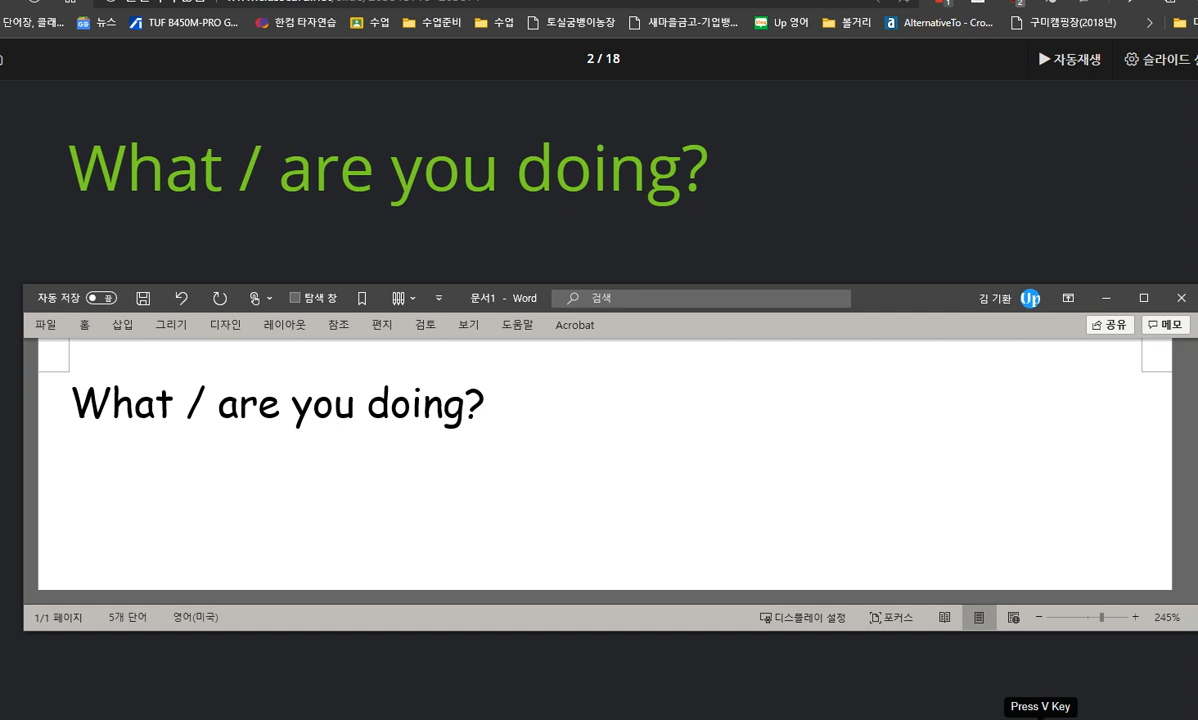 단어장, 클래... 뉴스 TUF B450M-PRO G... 한컴 타자연습 수업 수업준비 수업 토실굼벵이농장 새마을금고-기업뱅... Up 영어 볼거리 AlternativeTo - Cro... 구미캠핑장(2018년)
2 / 18 자동재생 슬라이드
What / are you doing?
자동 저장 끔 탐색 창 문서1 - Word 검색 김 기환 Up
파일 홈 삽입 그리기 디자인 레이아웃 참조 편지 검토 보기 도움말 Acrobat 공유 메모
What / are you doing?
1/1 페이지 5개 단어 영어(미국) 디스플레이 설정 포커스 245%
Press V Key